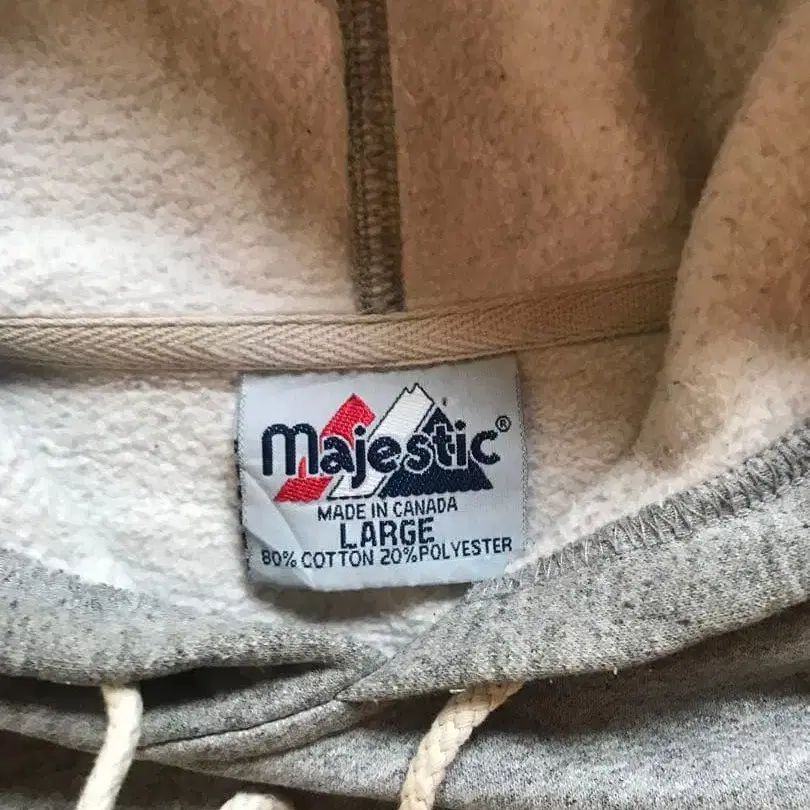 majestic®
MADE IN CANADA
LARGE
80% COTTON 20% POLYESTER